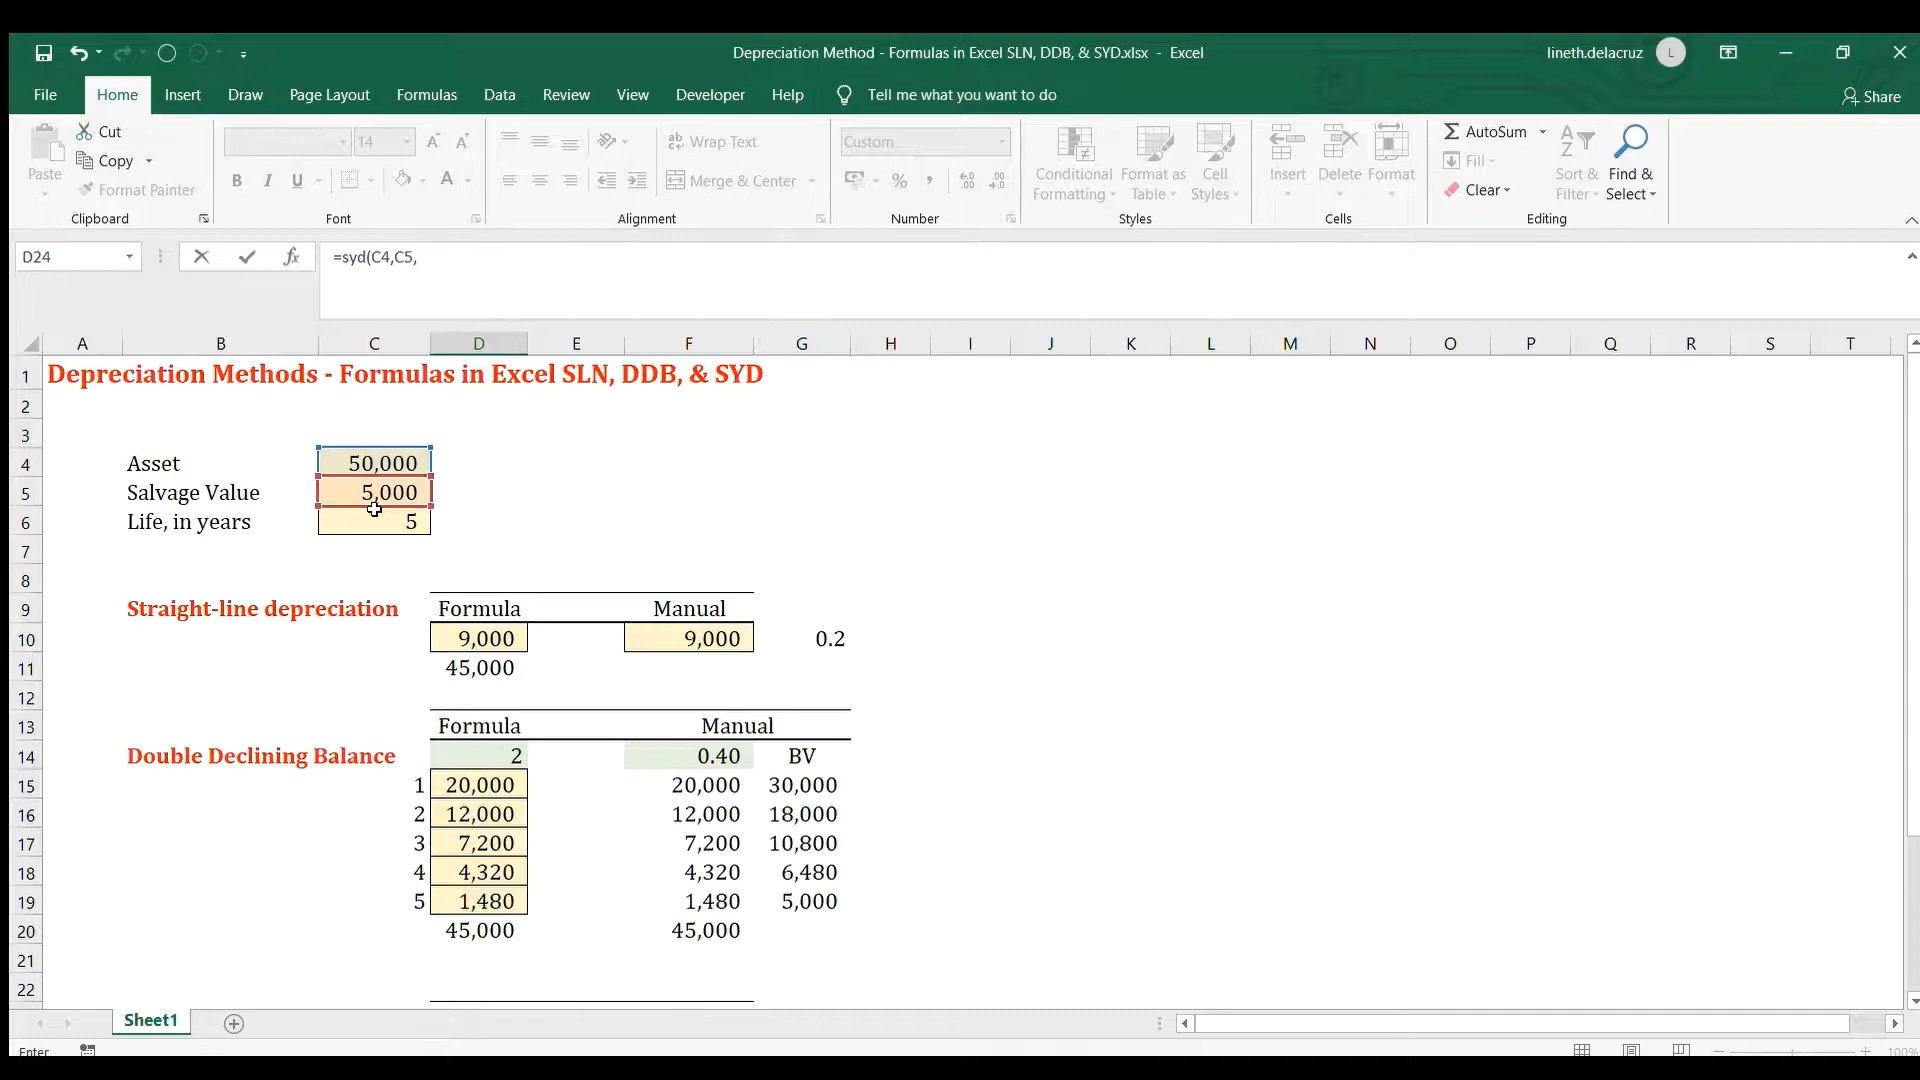 Depreciation Method - Formulas in Excel SLN, DDB, & SYD.xlsx - Excel
lineth.delacruz L
File Home Insert Draw Page Layout Formulas Data Review View Developer Help Tell me what you want to do Share
Paste Cut Copy Format Painter Clipboard
14 B I U Font
Wrap Text Merge & Center Alignment
Custom % Number
Conditional Formatting Format as Table Cell Styles Styles
Insert Delete Format Cells
AutoSum Fill Clear Sort & Filter Find & Select Editing
D24 fx =syd(C4,C5,
A B C D E F G H I J K L M N O P Q R S T
1 Depreciation Methods - Formulas in Excel SLN, DDB, & SYD
2
3
4 Asset 50,000
5 Salvage Value 5,000
6 Life, in years 5
7
8
9 Straight-line depreciation Formula Manual
10 9,000 9,000 0.2
11 45,000
12
13 Formula Manual
14 Double Declining Balance 2 0.40 BV
15 1 20,000 20,000 30,000
16 2 12,000 12,000 18,000
17 3 7,200 7,200 10,800
18 4 4,320 4,320 6,480
19 5 1,480 1,480 5,000
20 45,000 45,000
21
22
Sheet1
Enter 100%